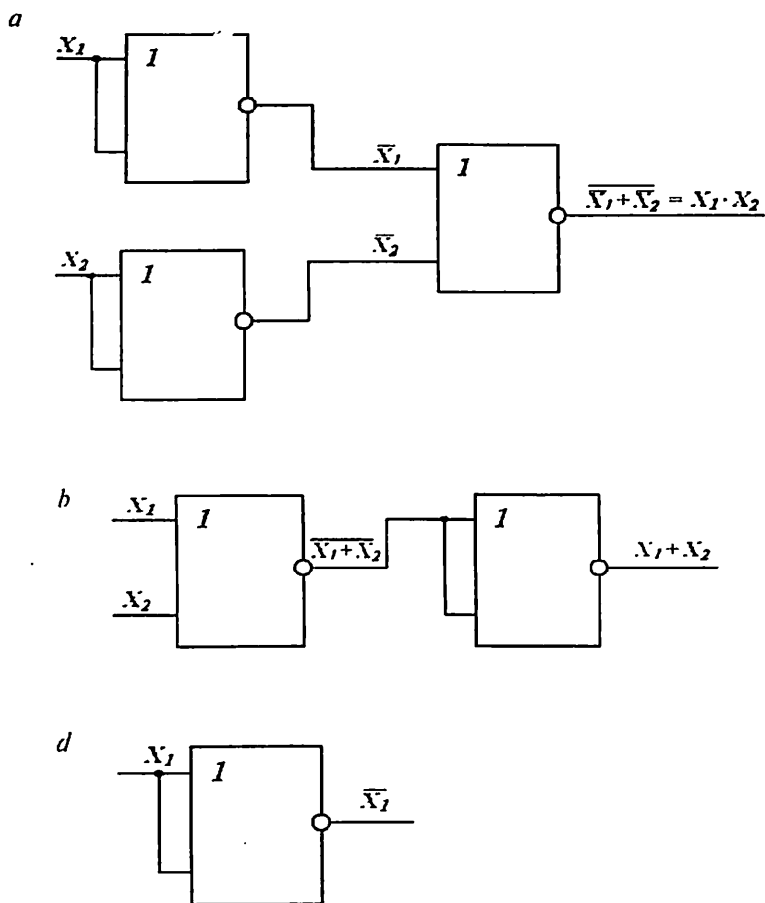 a
X₁
1
X̅₁
1
X̅₁+X̅₂ = X₁·X₂
X₂
1
X̅₂
b
X₁
1
X₁+X₂
1
X₁+X₂
X₂
d
X₁
1
X̅₁